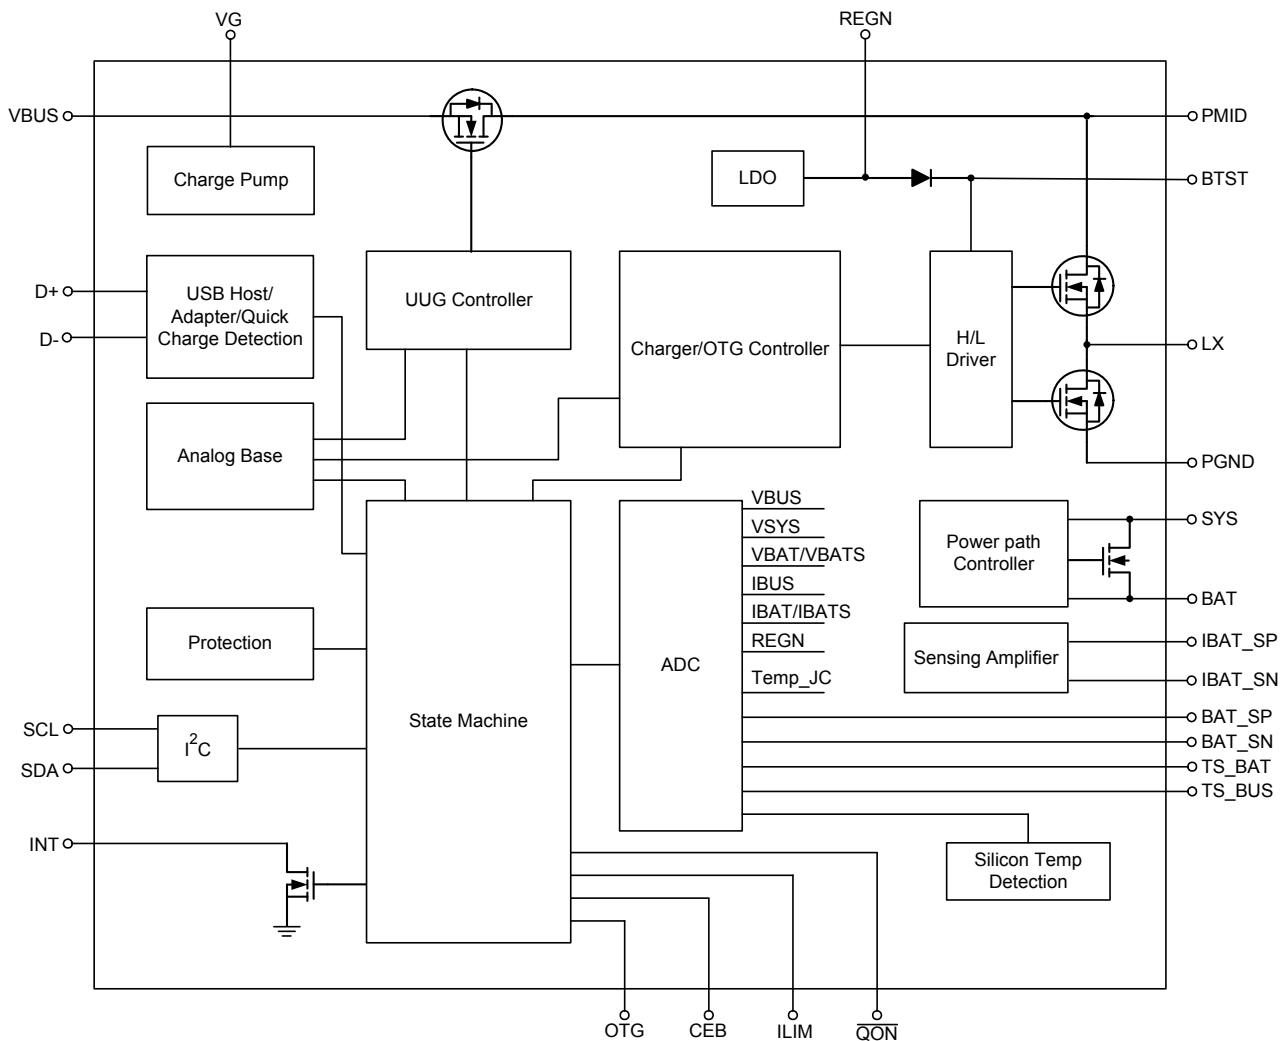 VG
REGN
VBUS
PMID
Charge Pump
LDO
BTST
D+
D-
USB Host/
Adapter/Quick
Charge Detection
UUG Controller
Charger/OTG Controller
H/L
Driver
LX
Analog Base
PGND
VBUS
VSYS
VBAT/VBATS
IBUS
IBAT/IBATS
REGN
Temp_JC
ADC
Power path
Controller
SYS
BAT
Sensing Amplifier
IBAT_SP
IBAT_SN
Protection
State Machine
BAT_SP
BAT_SN
TS_BAT
TS_BUS
SCL
SDA
I²C
INT
Silicon Temp
Detection
OTG
CEB
ILIM
Q̅O̅N̅